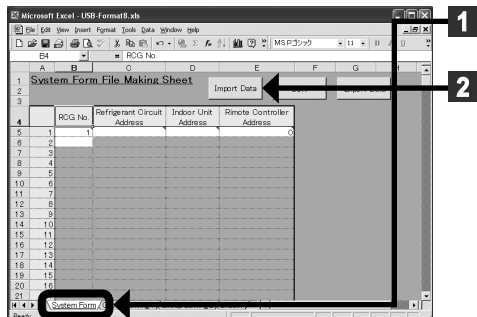 Microsoft Excel - USB-Format8.xls
File Edit View Insert Format Tools Data Window Help
MS Pゴシック 11
B4 = RCG No.
A B C D E F G H
1 System Form File Making Sheet
2 Import Data
3
4 RCG No. Refrigerant Circuit Address Indoor Unit Address Rimote Controller Address
5 1 1 0
6 2
7 3
8 4
9 5
10 6
11 7
12 8
13 9
14 10
15 11
16 12
17 13
18 14
19 15
20 16
21
System Form
Ready
1
2